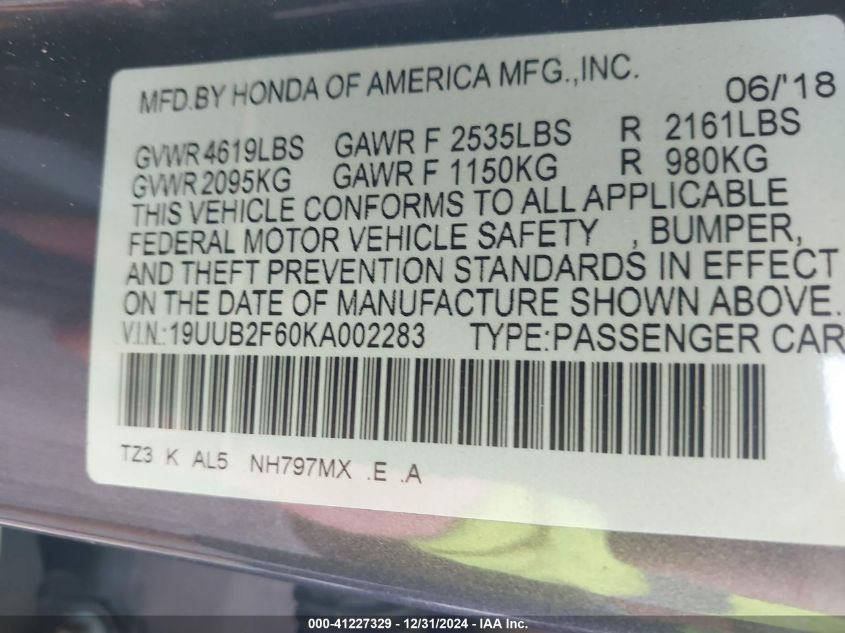 MFD.BY HONDA OF AMERICA MFG.,INC. 06/'18
GVWR 4619LBS GAWR F 2535LBS R 2161LBS
GVWR 2095KG GAWR F 1150KG R 980KG
THIS VEHICLE CONFORMS TO ALL APPLICABLE
FEDERAL MOTOR VEHICLE SAFETY , BUMPER,
AND THEFT PREVENTION STANDARDS IN EFFECT
ON THE DATE OF MANUFACTURE SHOWN ABOVE.
V.I.N.:19UUB2F60KA002283 TYPE:PASSENGER CAR
TZ3 K AL5 NH797MX .E .A
000-41227329 - 12/31/2024 - IAA Inc.